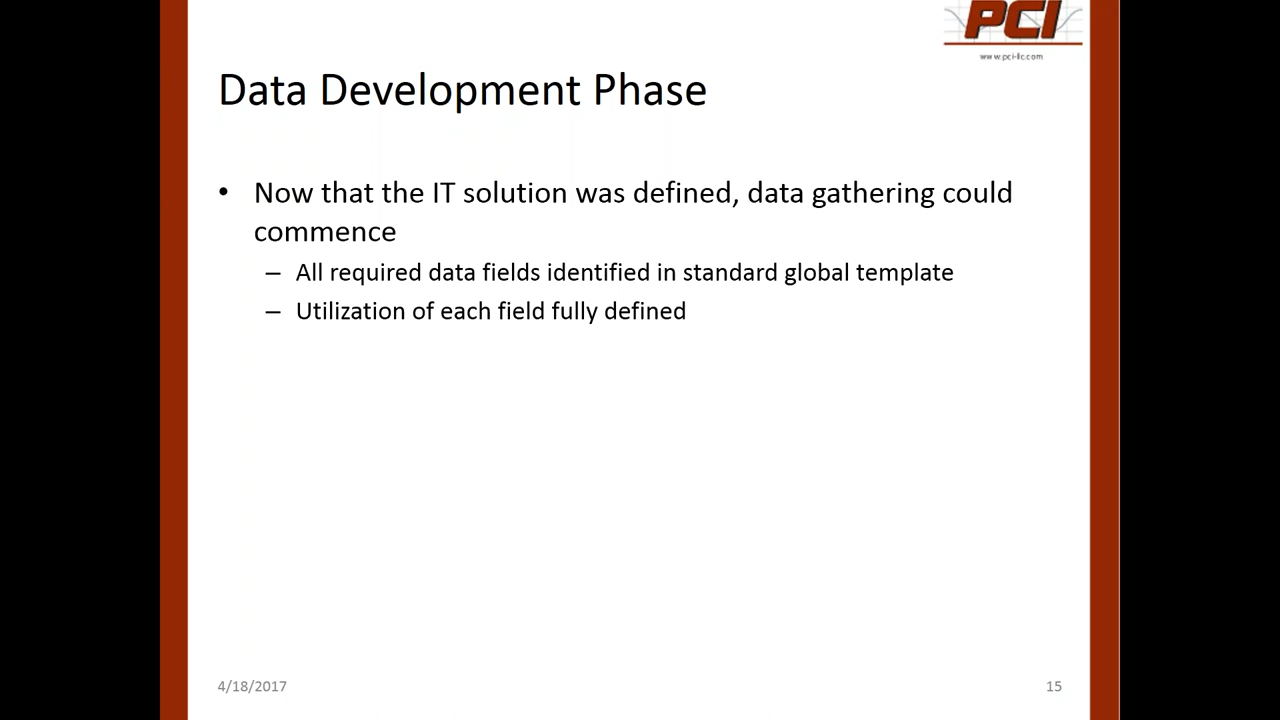 PCI
www.pci-llc.com
Data Development Phase
• Now that the IT solution was defined, data gathering could
commence
– All required data fields identified in standard global template
– Utilization of each field fully defined
4/18/2017
15